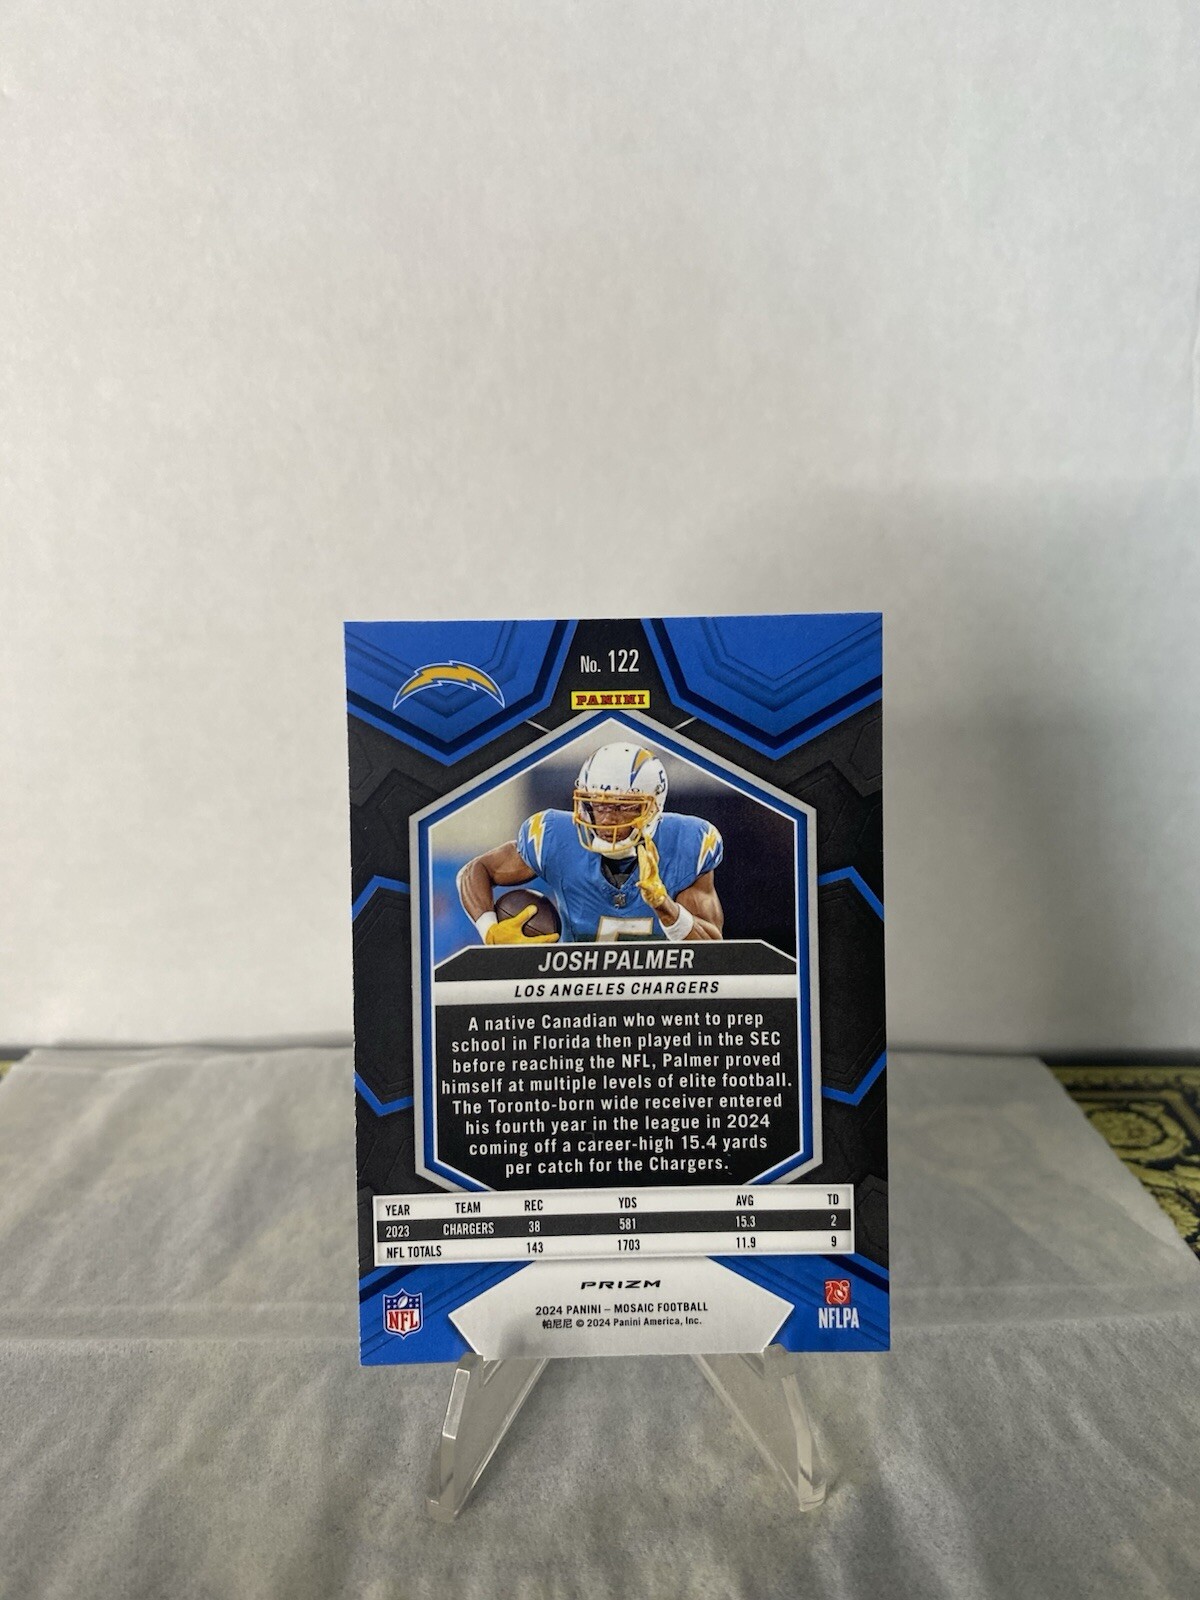 No. 122
PANINI
JOSH PALMER
LOS ANGELES CHARGERS
A native Canadian who went to prep
school in Florida then played in the SEC
before reaching the NFL, Palmer proved
himself at multiple levels of elite football.
The Toronto-born wide receiver entered
his fourth year in the league in 2024
coming off a career-high 15.4 yards
per catch for the Chargers.
YEAR TEAM REC YDS AVG TD
2023 CHARGERS 38 581 15.3 2
NFL TOTALS 143 1703 11.9 9
PRIZM
2024 PANINI – MOSAIC FOOTBALL
帕尼尼 © 2024 Panini America, Inc.
NFL
NFLPA